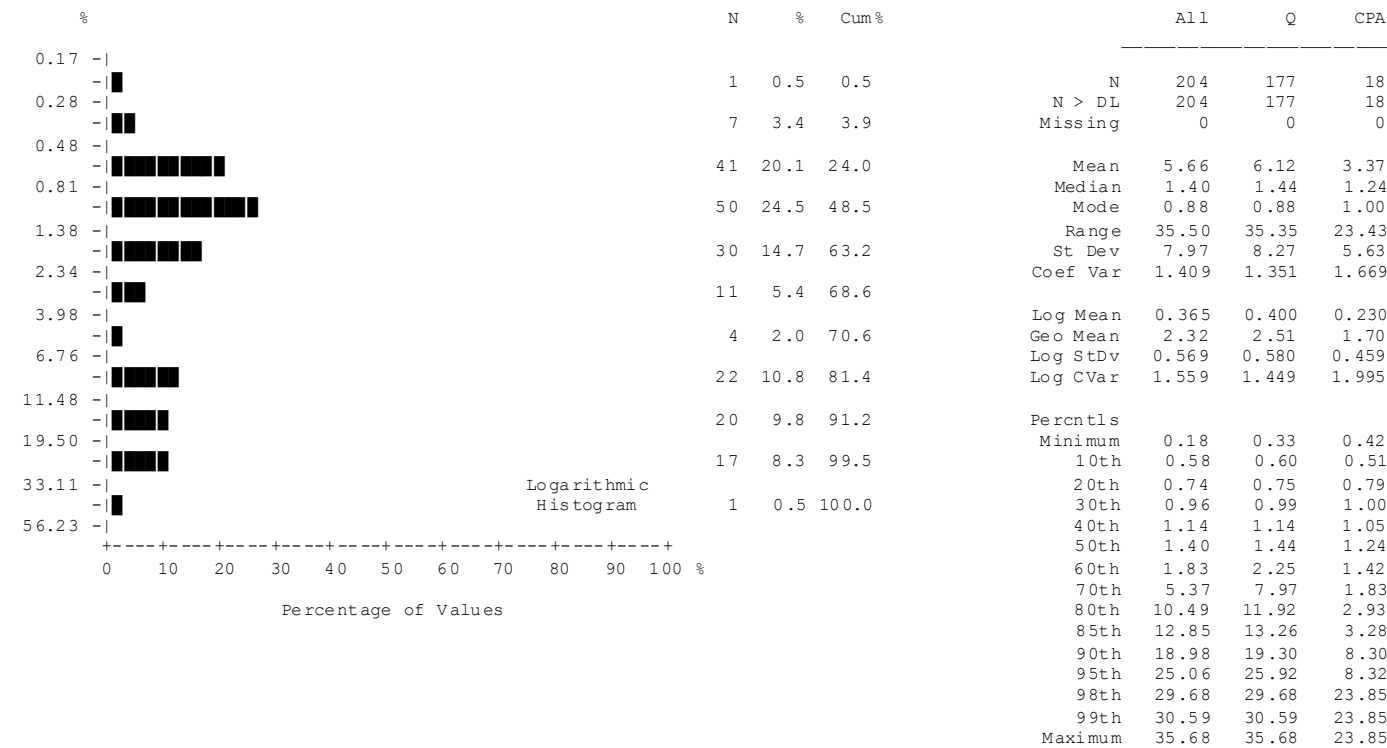 % N % Cum% All Q CPA
0.17 -|
-| 1 0.5 0.5 N 204 177 18
0.28 -| N > DL 204 177 18
-| 7 3.4 3.9 Missing 0 0 0
0.48 -|
-| 41 20.1 24.0 Mean 5.66 6.12 3.37
0.81 -| Median 1.40 1.44 1.24
-| 50 24.5 48.5 Mode 0.88 0.88 1.00
1.38 -| Range 35.50 35.35 23.43
-| 30 14.7 63.2 St Dev 7.97 8.27 5.63
2.34 -| Coef Var 1.409 1.351 1.669
-| 11 5.4 68.6
3.98 -| Log Mean 0.365 0.400 0.230
-| 4 2.0 70.6 Geo Mean 2.32 2.51 1.70
6.76 -| Log StDv 0.569 0.580 0.459
-| 22 10.8 81.4 Log CVar 1.559 1.449 1.995
11.48 -|
-| 20 9.8 91.2 Percntls
19.50 -| Minimum 0.18 0.33 0.42
-| 17 8.3 99.5 10th 0.58 0.60 0.51
33.11 -| Logarithmic 20th 0.74 0.75 0.79
-| Histogram 1 0.5 100.0 30th 0.96 0.99 1.00
56.23 -| 40th 1.14 1.14 1.05
+----+----+----+----+----+----+----+----+----+----+ 50th 1.40 1.44 1.24
0 10 20 30 40 50 60 70 80 90 100 % 60th 1.83 2.25 1.42
70th 5.37 7.97 1.83
Percentage of Values 80th 10.49 11.92 2.93
85th 12.85 13.26 3.28
90th 18.98 19.30 8.30
95th 25.06 25.92 8.32
98th 29.68 29.68 23.85
99th 30.59 30.59 23.85
Maximum 35.68 35.68 23.85